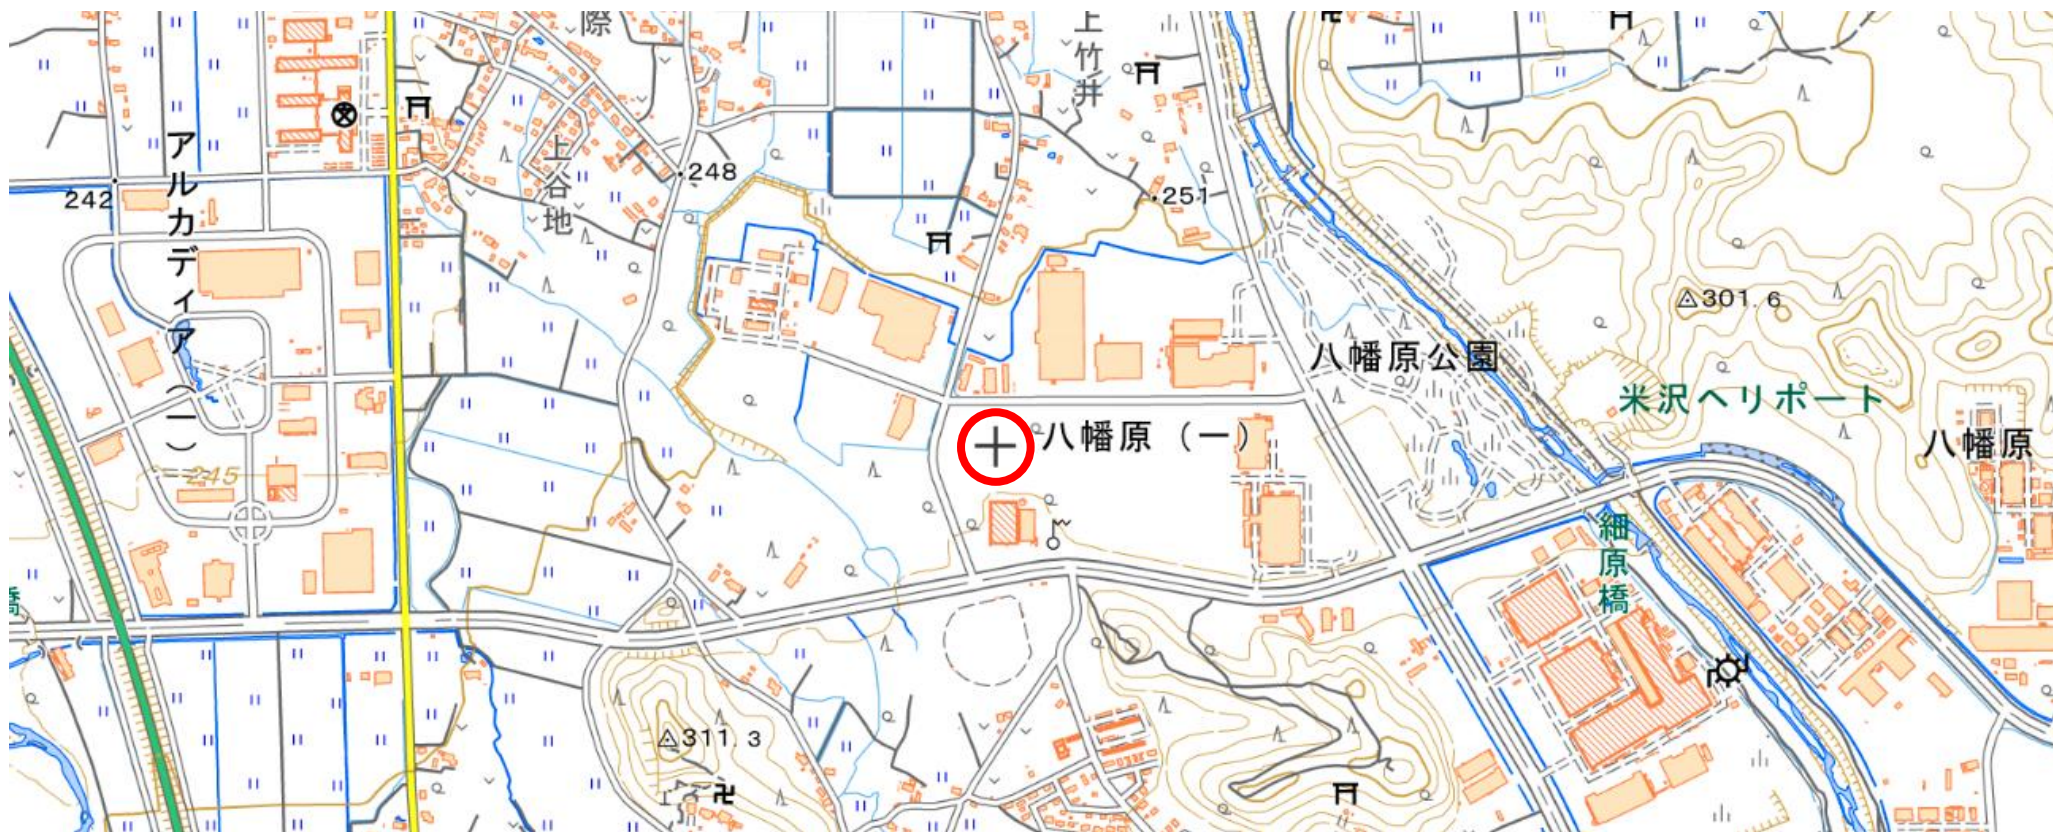 際
上竹井
アルカディア（一）
上谷地
242
248
251
301.6
八幡原公園
米沢ヘリポート
八幡原（一）
八幡原
245
細原橋
橋
311.3